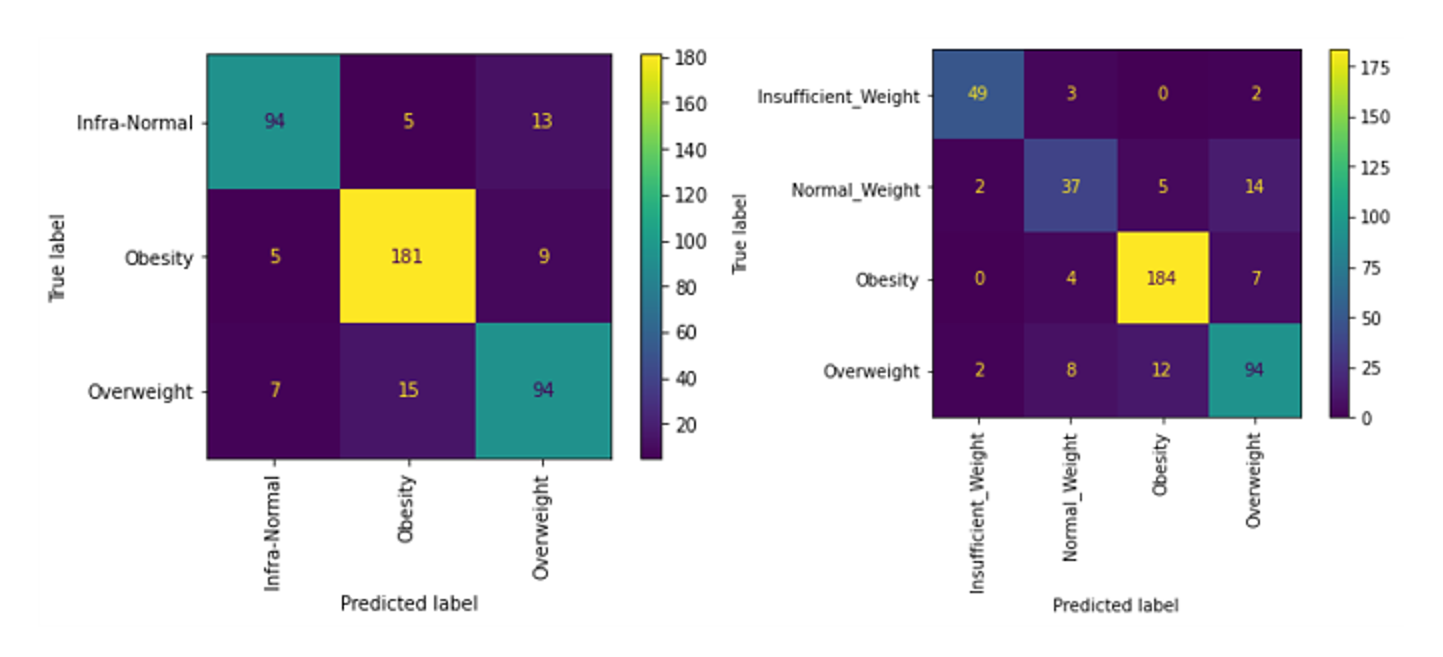 Infra-Normal 94 5 13
Obesity 5 181 9
Overweight 7 15 94
True label
Infra-Normal
Obesity
Overweight
Predicted label
180
160
140
120
100
80
60
40
20
Insufficient_Weight 49 3 0 2
Normal_Weight 2 37 5 14
Obesity 0 4 184 7
Overweight 2 8 12 94
True label
Insufficient_Weight
Normal_Weight
Obesity
Overweight
Predicted label
175
150
125
100
75
50
25
0